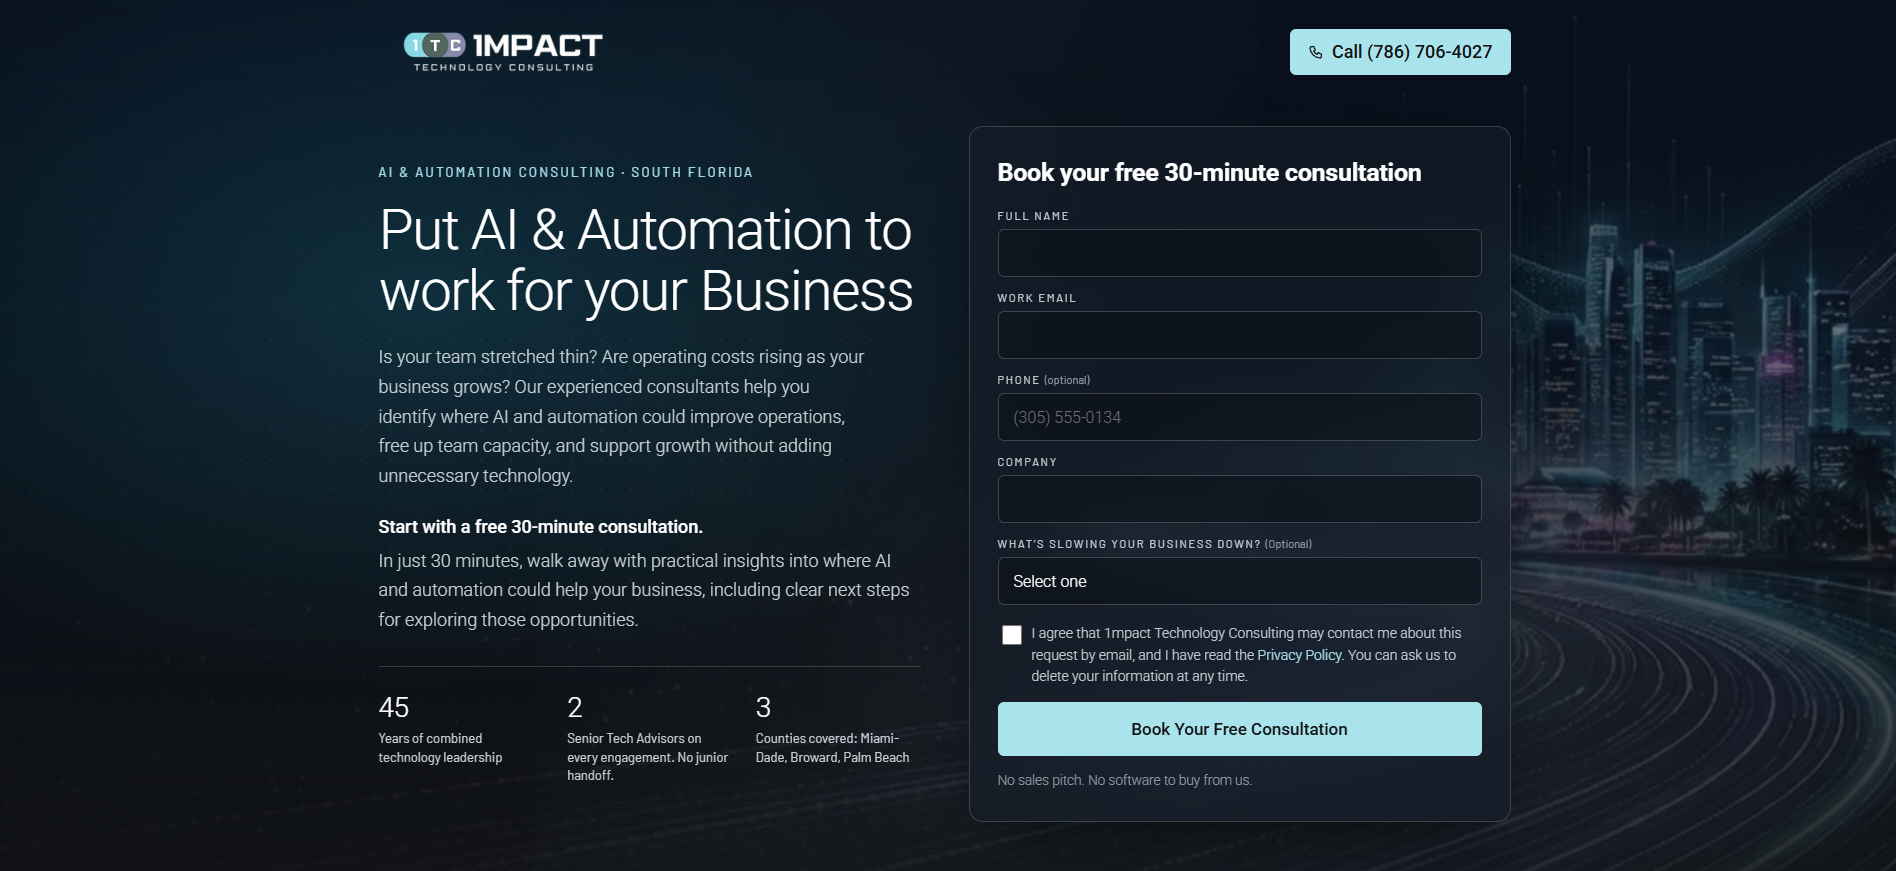 1TC 1MPACT
TECHNOLOGY CONSULTING
Call (786) 706-4027
AI & AUTOMATION CONSULTING · SOUTH FLORIDA
Put AI & Automation to
work for your Business
Is your team stretched thin? Are operating costs rising as your
business grows? Our experienced consultants help you
identify where AI and automation could improve operations,
free up team capacity, and support growth without adding
unnecessary technology.
Start with a free 30-minute consultation.
In just 30 minutes, walk away with practical insights into where AI
and automation could help your business, including clear next steps
for exploring those opportunities.
45
Years of combined
technology leadership
2
Senior Tech Advisors on
every engagement. No junior
handoff.
3
Counties covered: Miami-
Dade, Broward, Palm Beach
Book your free 30-minute consultation
FULL NAME
WORK EMAIL
PHONE (optional)
(305) 555-0134
COMPANY
WHAT'S SLOWING YOUR BUSINESS DOWN? (Optional)
Select one
I agree that 1mpact Technology Consulting may contact me about this
request by email, and I have read the Privacy Policy. You can ask us to
delete your information at any time.
Book Your Free Consultation
No sales pitch. No software to buy from us.